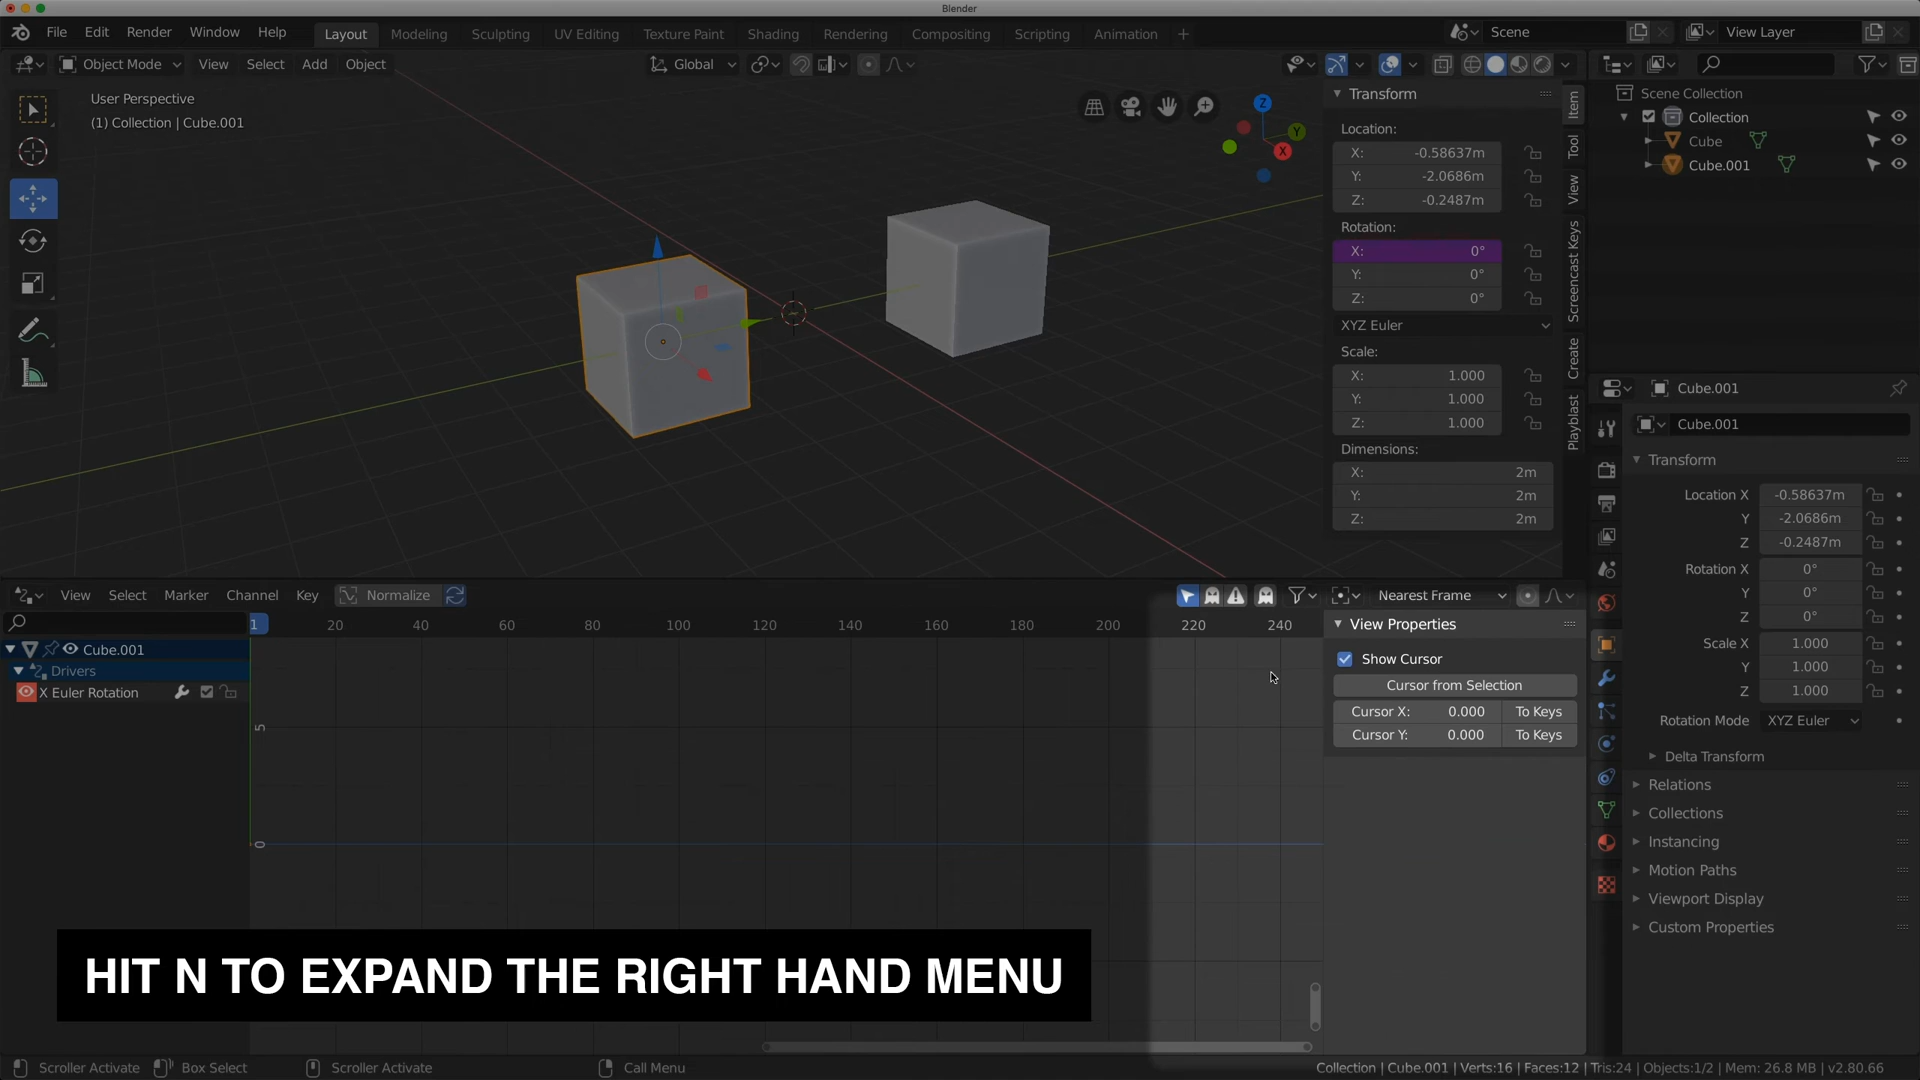 Blender
File Edit Render Window Help Layout Modeling Sculpting UV Editing Texture Paint Shading Animation Rendering Compositing Scripting Animation + Scene View Layer
Object Mode View Select Add Object Global
User Perspective
(1) Collection | Cube.001
Z
Y
X
Transform
Location:
X: -0.58637m
Y: -2.0686m
Z: -0.2487m
Rotation:
X: 0°
Y: 0°
Z: 0°
XYZ Euler
Scale:
X: 1.000
Y: 1.000
Z: 1.000
Dimensions:
X: 2m
Y: 2m
Z: 2m
Item
Tool
View
Screencast Keys
Create
Playblast
Scene Collection
Collection
Cube
Cube.001
Cube.001
Cube.001
Transform
Location X -0.58637m
Y -2.0686m
Z -0.2487m
Rotation X 0°
Y 0°
Z 0°
Scale X 1.000
Y 1.000
Z 1.000
Rotation Mode XYZ Euler
Delta Transform
Relations
Collections
Instancing
Motion Paths
Viewport Display
Custom Properties
View Select Marker Channel Key Normalize Nearest Frame
1 20 40 60 80 100 120 140 160 180 200 220 240
Cube.001
Drivers
X Euler Rotation
5
0
View Properties
Show Cursor
Cursor from Selection
Cursor X: 0.000 To Keys
Cursor Y: 0.000 To Keys
HIT N TO EXPAND THE RIGHT HAND MENU
Scroller Activate Box Select Scroller Activate Call Menu Collection | Cube.001 | Verts:16 | Faces:12 | Tris:24 | Objects:1/2 | Mem: 26.8 MB | v2.80.66